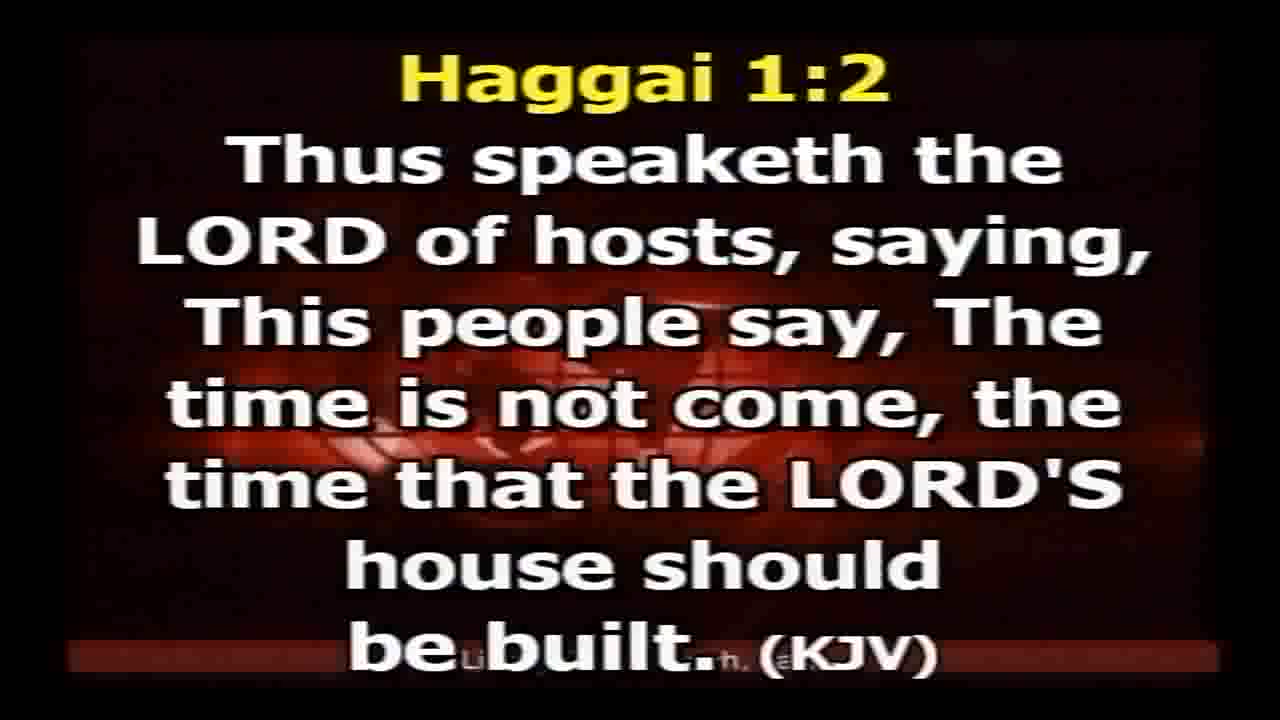 Haggai 1:2
Thus speaketh the
LORD of hosts, saying,
This people say, The
time is not come, the
time that the LORD'S
house should
be built. (KJV)